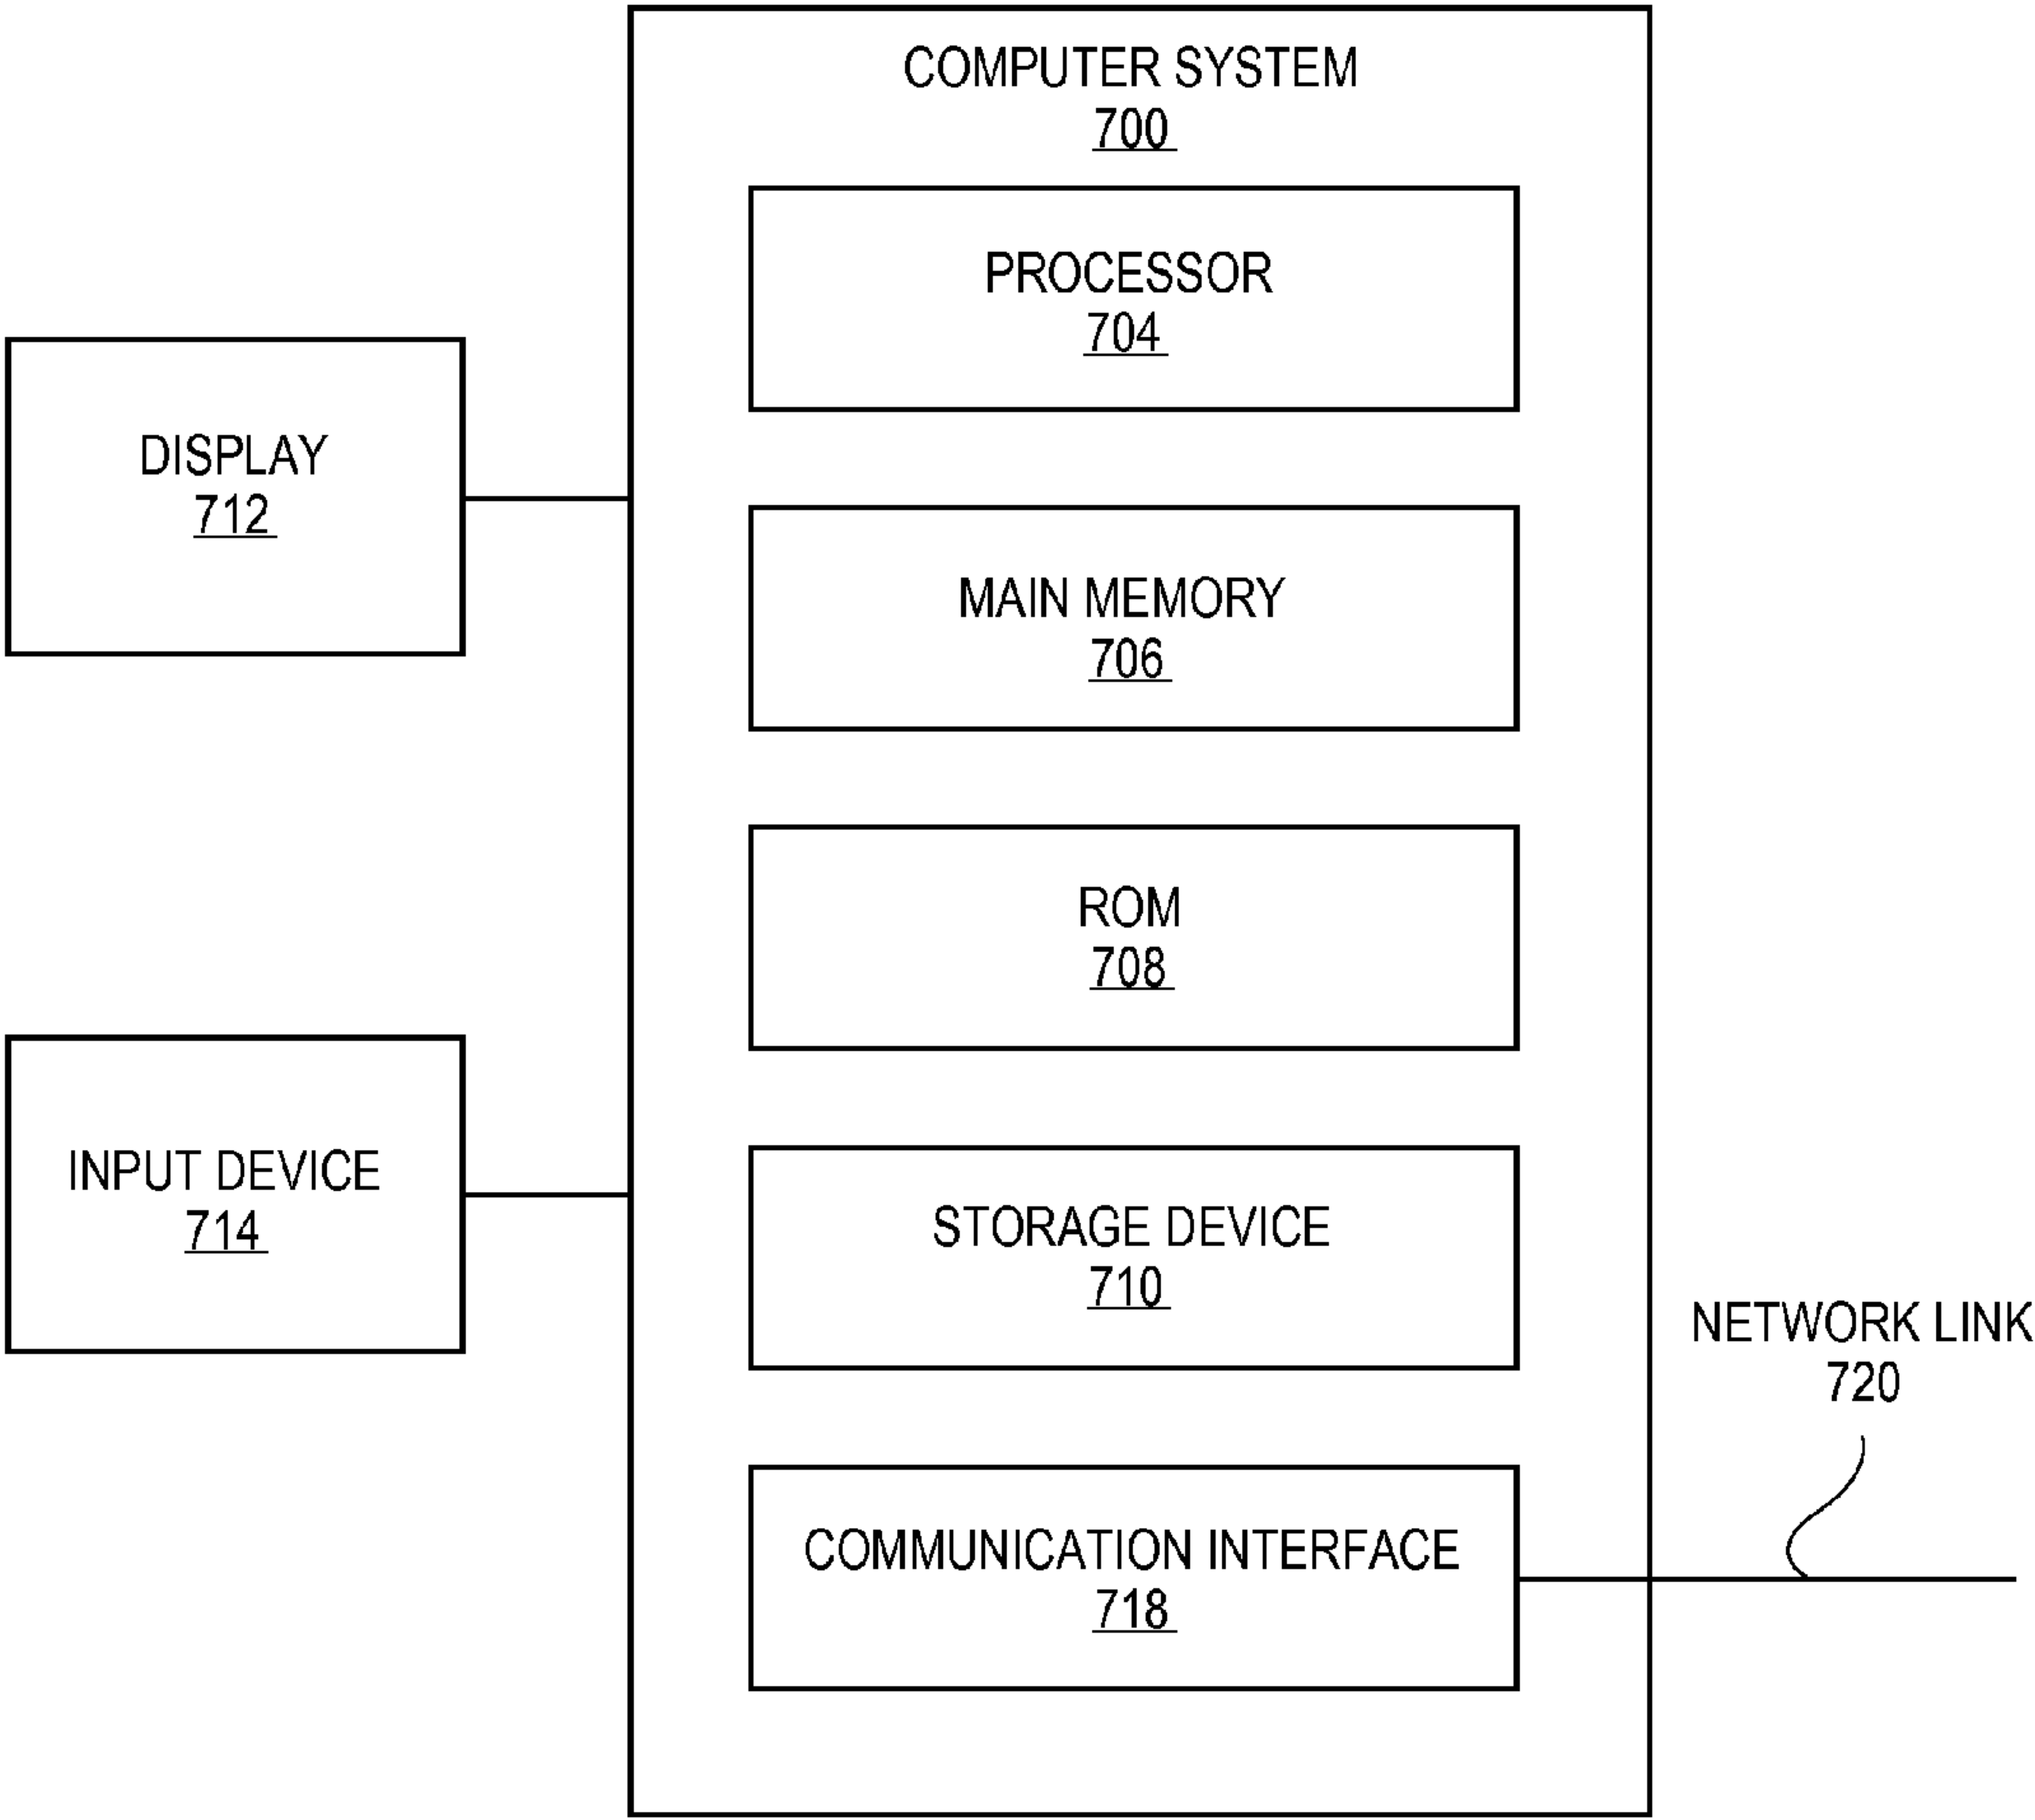 COMPUTER SYSTEM
700
PROCESSOR
704
DISPLAY
712
MAIN MEMORY
706
ROM
708
INPUT DEVICE
714
STORAGE DEVICE
710
NETWORK LINK
720
COMMUNICATION INTERFACE
718